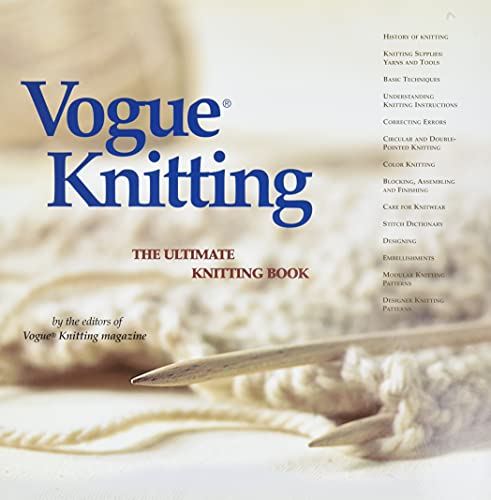 Vogue®
Knitting
THE ULTIMATE
KNITTING BOOK
by the editors of
Vogue® Knitting magazine
HISTORY OF KNITTING
KNITTING SUPPLIES:
YARNS AND TOOLS
BASIC TECHNIQUES
UNDERSTANDING
KNITTING INSTRUCTIONS
CORRECTING ERRORS
CIRCULAR AND DOUBLE-
POINTED KNITTING
COLOR KNITTING
BLOCKING, ASSEMBLING
AND FINISHING
CARE FOR KNITWEAR
STITCH DICTIONARY
DESIGNING
EMBELLISHMENTS
MODULAR KNITTING
PATTERNS
DESIGNER KNITTING
PATTERNS